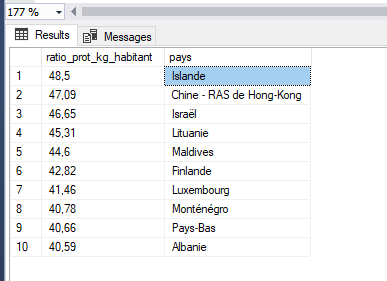 177 %
Results Messages
ratio_prot_kg_habitant pays
1 48,5 Islande
2 47,09 Chine - RAS de Hong-Kong
3 46,65 Israël
4 45,31 Lituanie
5 44,6 Maldives
6 42,82 Finlande
7 41,46 Luxembourg
8 40,78 Monténégro
9 40,66 Pays-Bas
10 40,59 Albanie